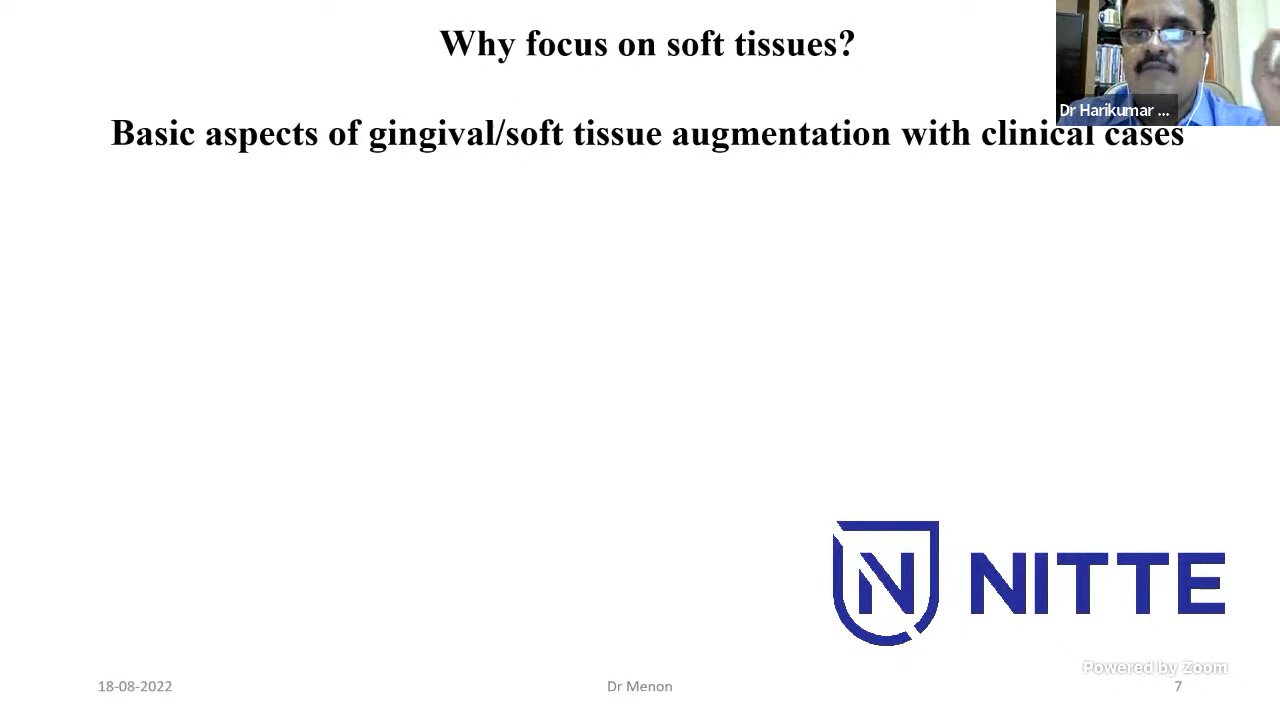 Why focus on soft tissues?
Dr Harikumar ...
Basic aspects of gingival/soft tissue augmentation with clinical cases
N NITTE
Powered by Zoom
18-08-2022
Dr Menon
7